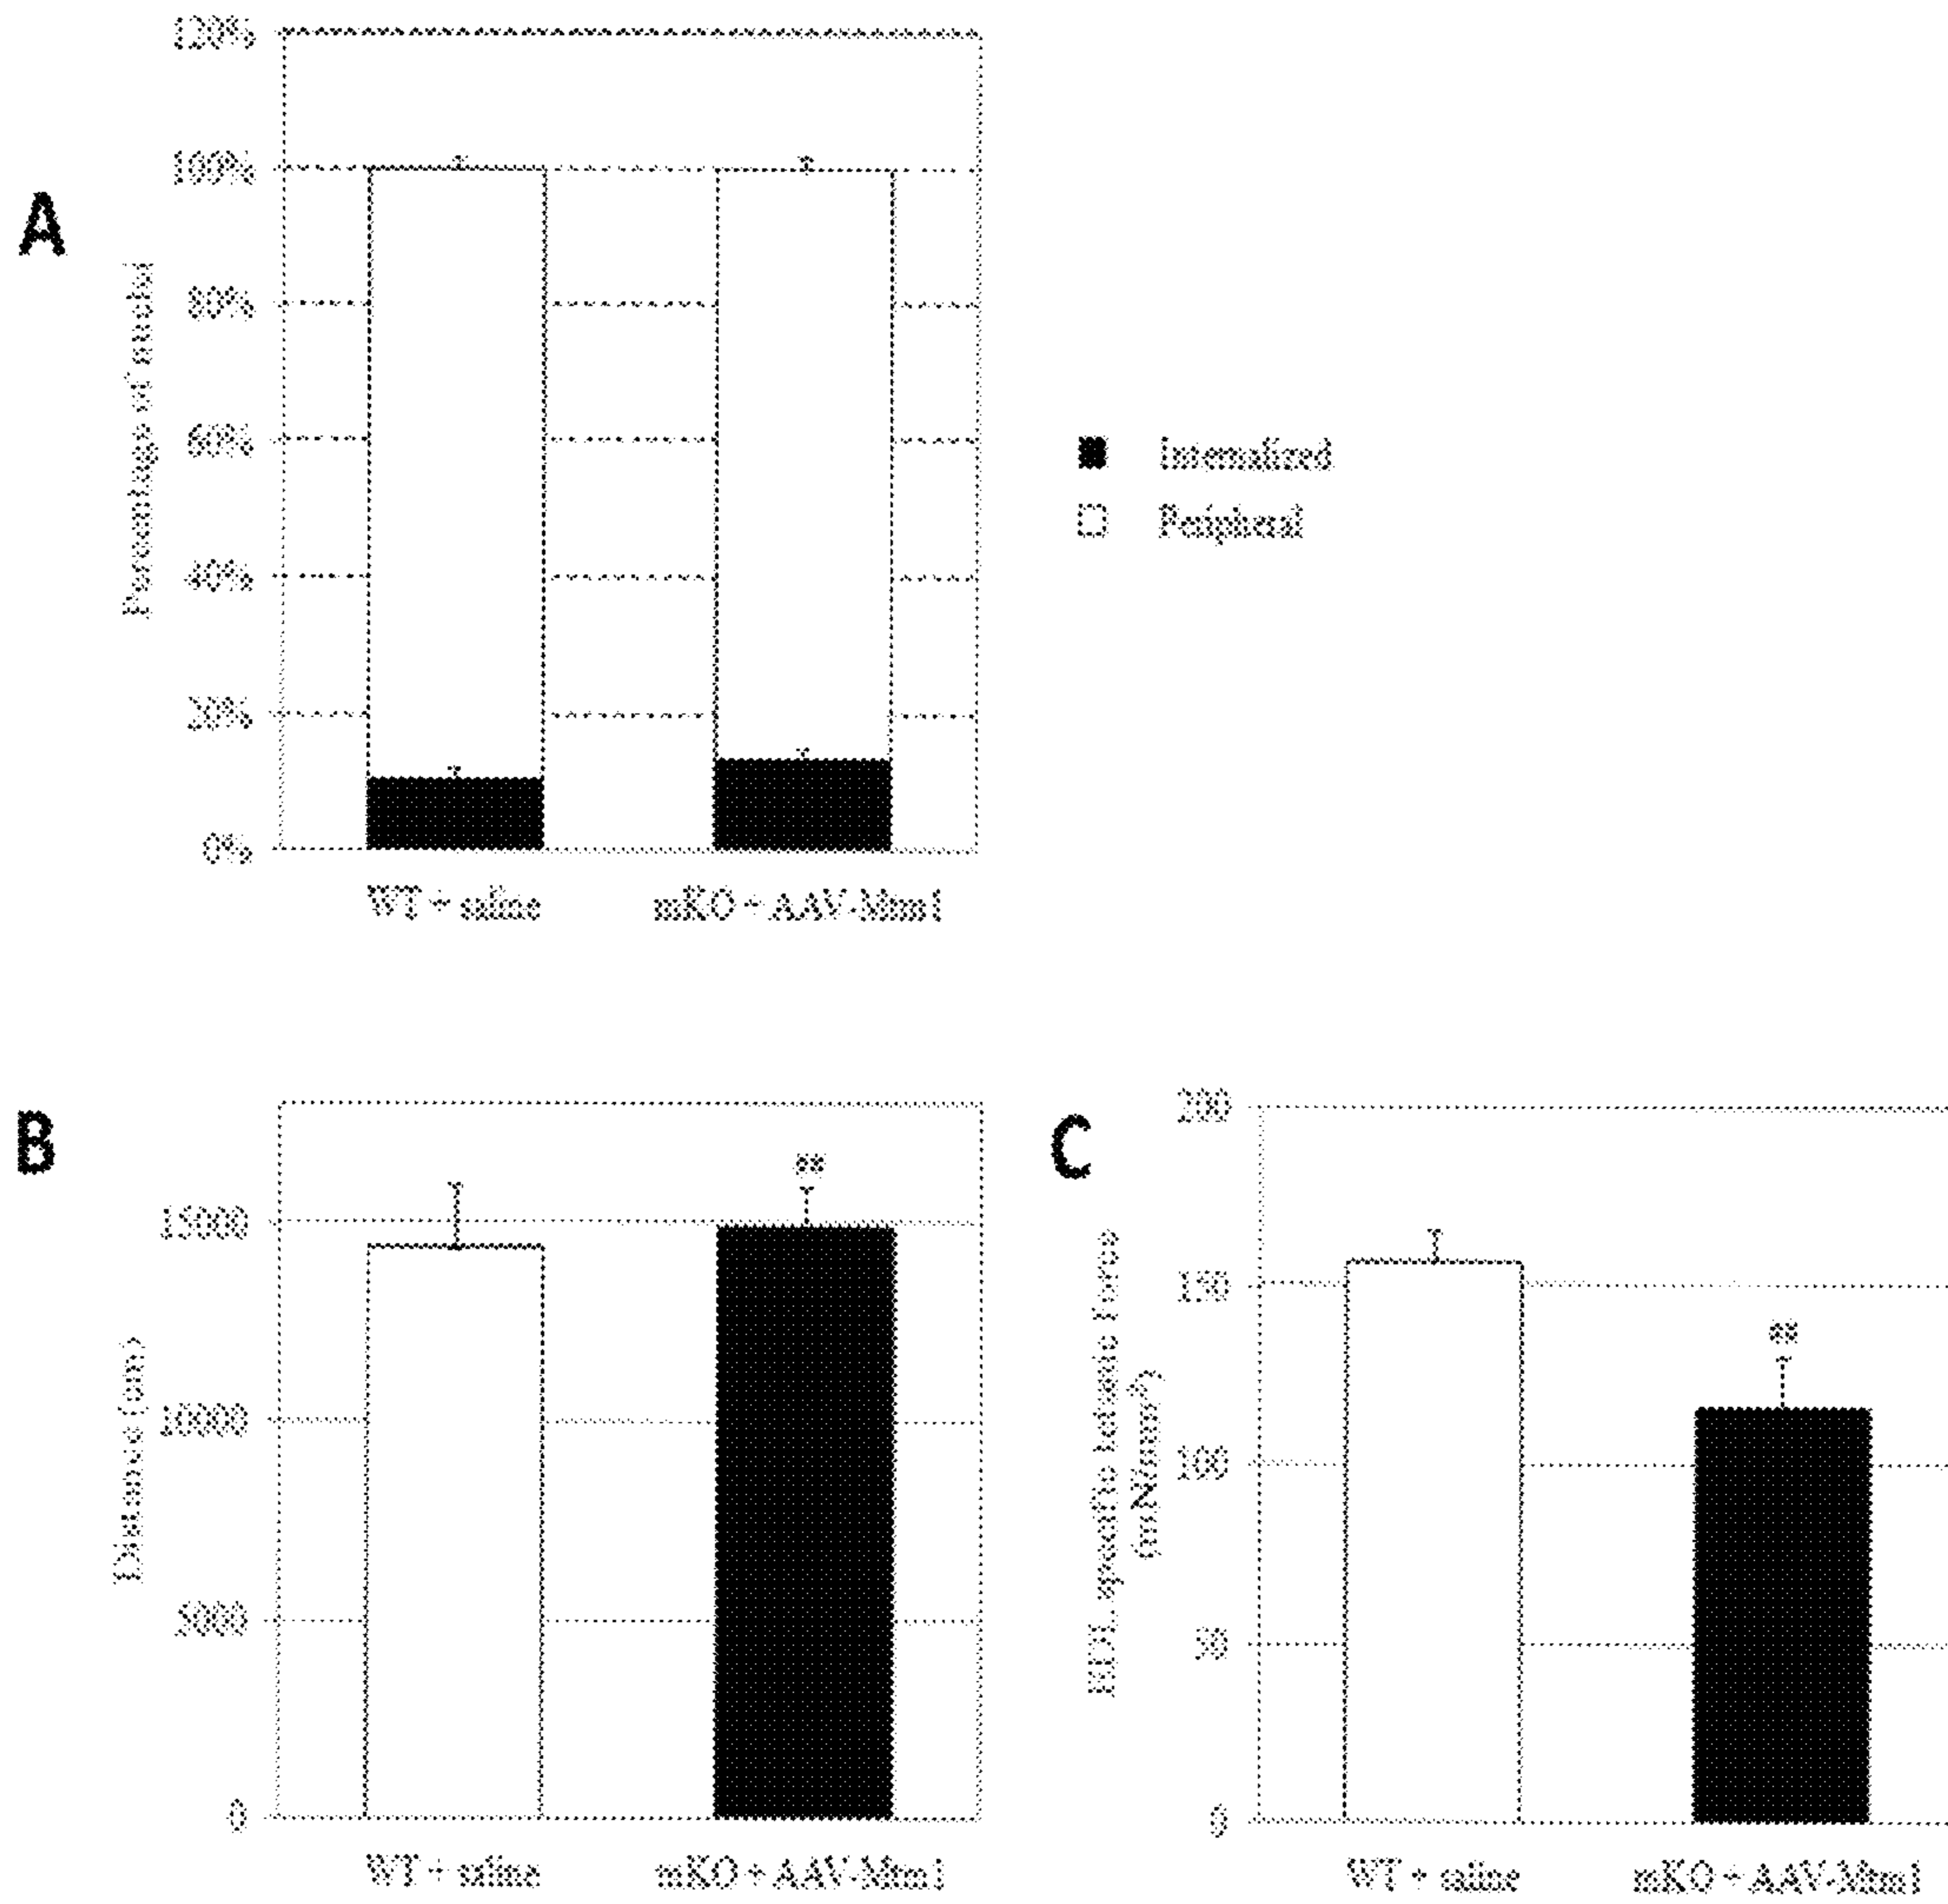 A
Percentage of nuclei
120%
100%
80%
60%
40%
20%
0%
WT + saline
mKO + AAV-Mtm1
Internalized
Peripheral
B
Distance (cm)
15000
10000
5000
0
WT + saline
mKO + AAV-Mtm1
**
C
EDL specific tetanic Force
(mN/mm²)
200
150
100
50
0
WT + saline
mKO + AAV-Mtm1
**